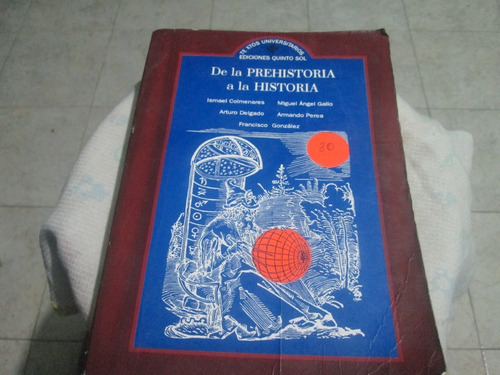 TEXTOS UNIVERSITARIOS
EDICIONES QUINTO SOL
De la PREHISTORIA
a la HISTORIA
Ismael Colmenares Miguel Ángel Gallo
Arturo Delgado Armando Perea
Francisco González
30